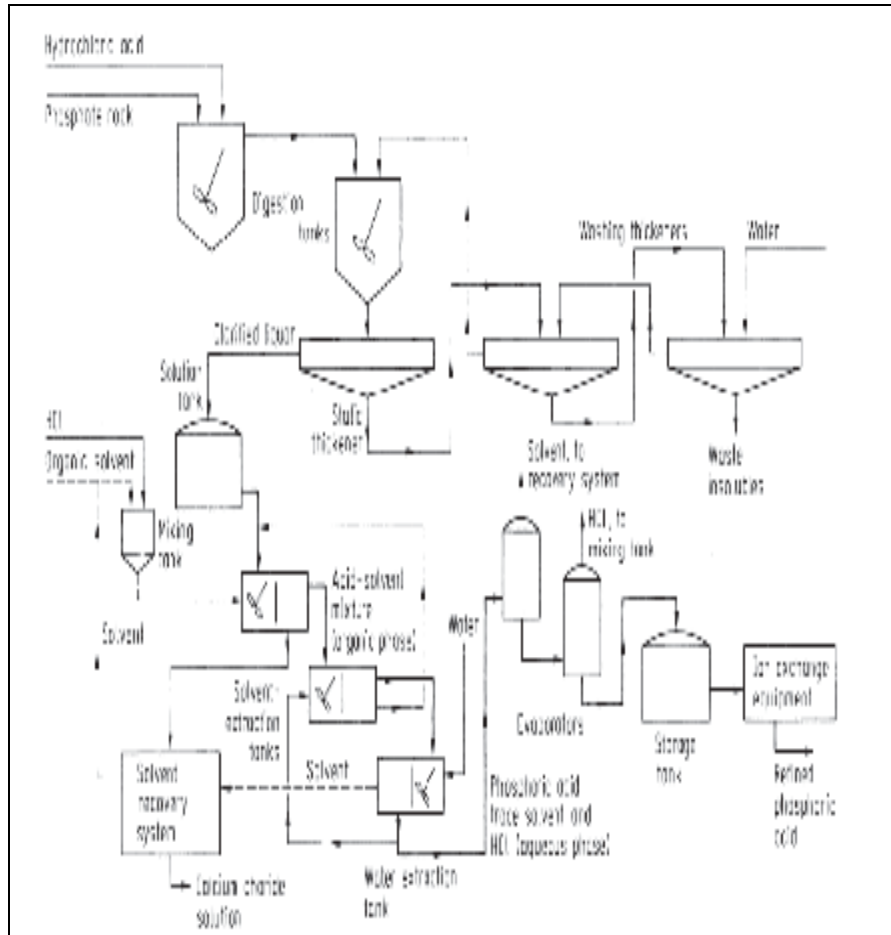 Hydrochloric acid
Phosphate rock
Digestion
tanks
Washing thickeners
Water
Clarified liquor
Solution
tank
Static
thickener
Solvent, to
recovery system
Waste
insolubles
HCl
Organic solvent
Mixing
tank
HCl, to
mixing tank
Acid-solvent
mixture
(organic phase)
Water
Solvent
Solvent-
extraction
tanks
Evaporators
Storage
tank
Ion exchange
equipment
Solvent
recovery
system
Solvent
Phosphoric acid
trace solvent and
HCl (aqueous phase)
Refined
phosphoric
acid
Calcium chloride
solution
Water extraction
tank